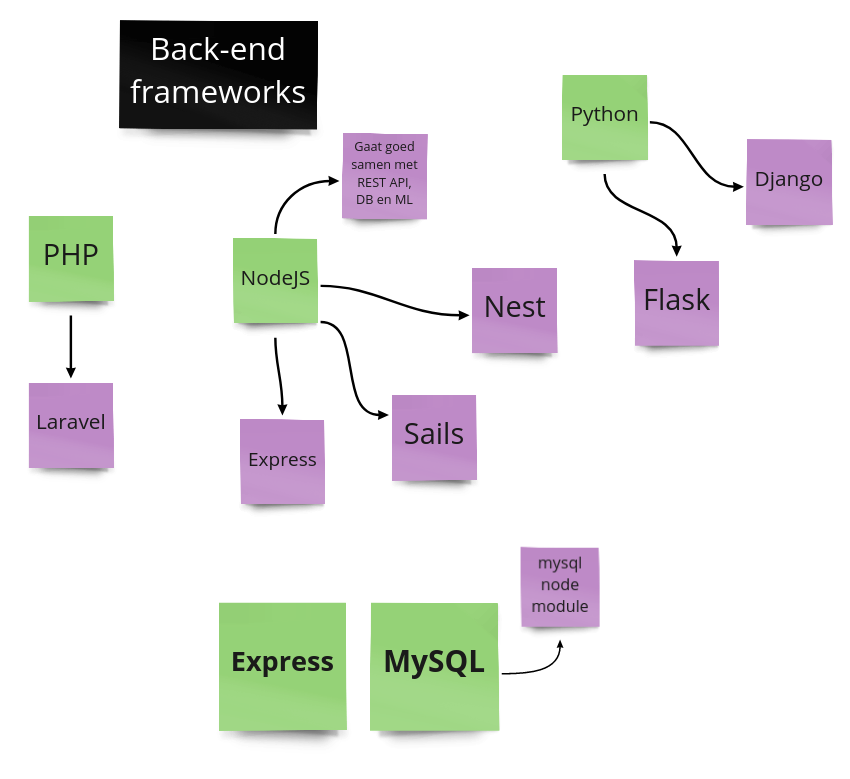 Back-end
frameworks
Python
Gaat goed
samen met
REST API,
DB en ML
Django
PHP
NodeJS
Nest
Flask
Laravel
Express
Sails
mysql
node
module
Express
MySQL